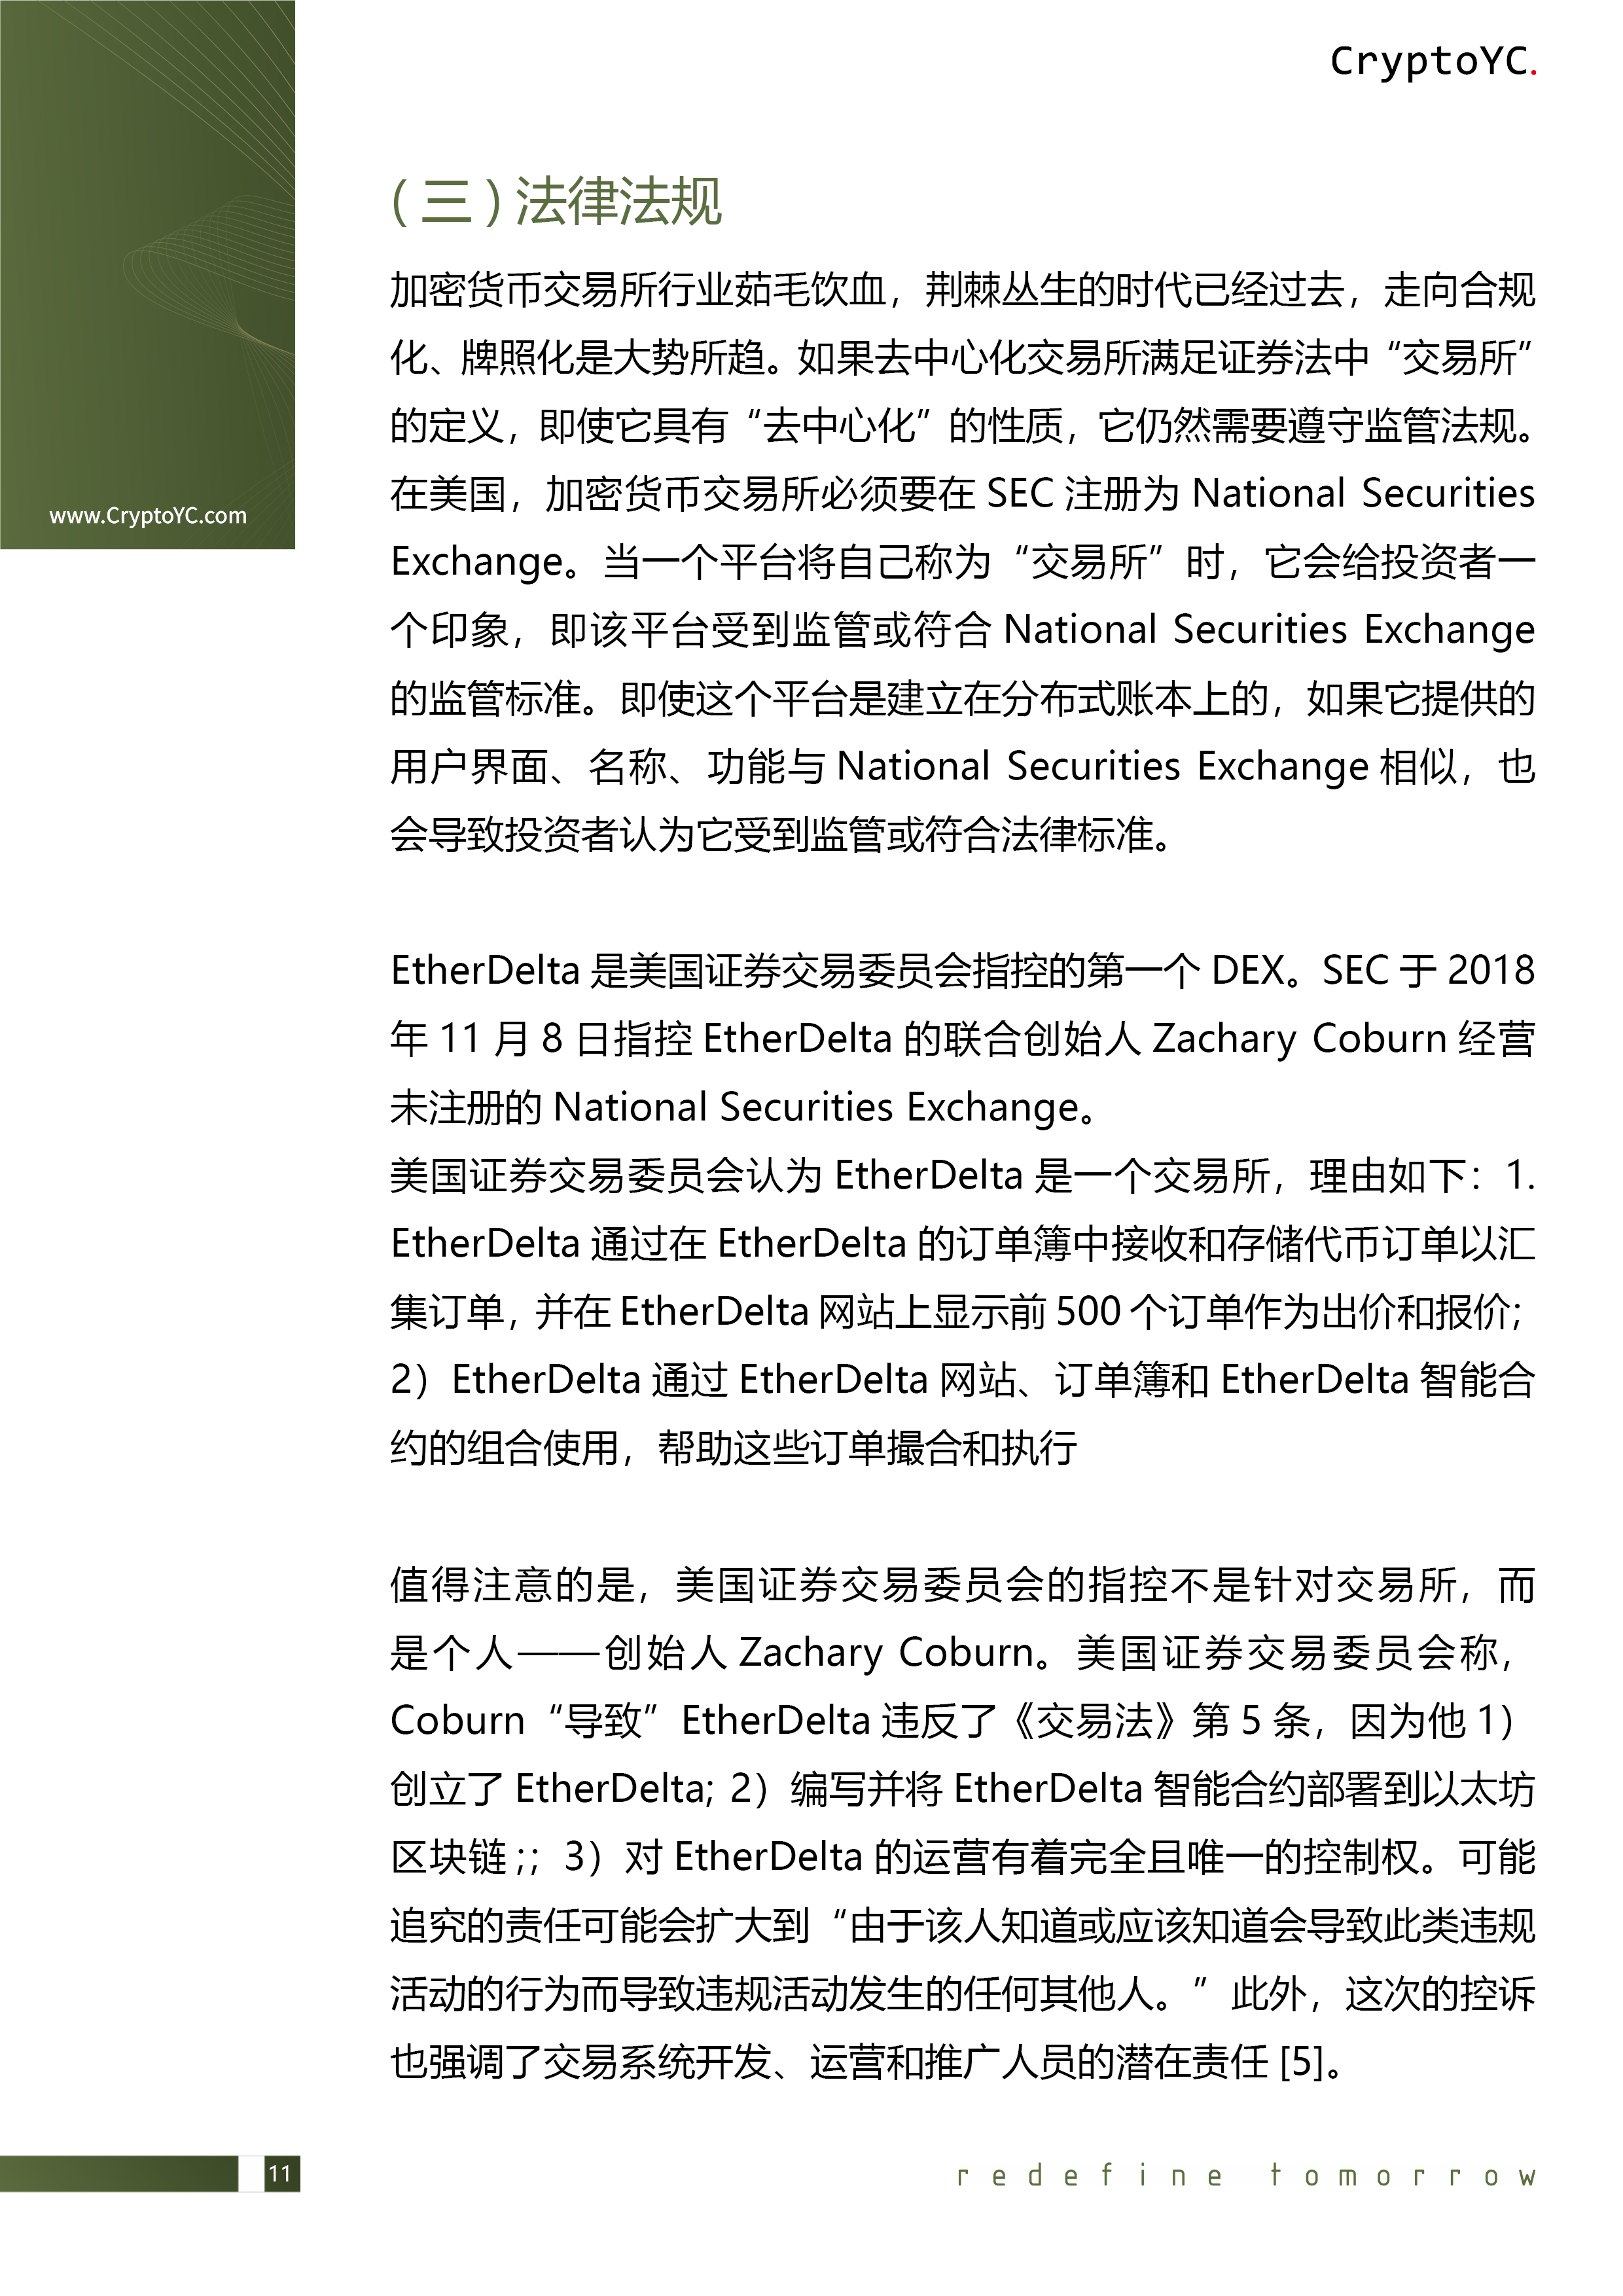 CryptoYC.
www.CryptoYC.com
(三)法律法规
加密货币交易所行业茹毛饮血，荆棘丛生的时代已经过去，走向合规
化、牌照化是大势所趋。如果去中心化交易所满足证券法中“交易所”
的定义，即使它具有“去中心化”的性质，它仍然需要遵守监管法规。
在美国，加密货币交易所必须要在 SEC 注册为 National Securities
Exchange。当一个平台将自己称为“交易所”时，它会给投资者一
个印象，即该平台受到监管或符合 National Securities Exchange
的监管标准。即使这个平台是建立在分布式账本上的，如果它提供的
用户界面、名称、功能与 National Securities Exchange 相似，也
会导致投资者认为它受到监管或符合法律标准。
EtherDelta 是美国证券交易委员会指控的第一个 DEX。SEC 于 2018
年 11 月 8 日指控 EtherDelta 的联合创始人 Zachary Coburn 经营
未注册的 National Securities Exchange。
美国证券交易委员会认为 EtherDelta 是一个交易所，理由如下：1.
EtherDelta 通过在 EtherDelta 的订单簿中接收和存储代币订单以汇
集订单，并在 EtherDelta 网站上显示前 500 个订单作为出价和报价；
2）EtherDelta 通过 EtherDelta 网站、订单簿和 EtherDelta 智能合
约的组合使用，帮助这些订单撮合和执行
值得注意的是，美国证券交易委员会的指控不是针对交易所，而
是个人——创始人 Zachary Coburn。美国证券交易委员会称，
Coburn“导致”EtherDelta 违反了《交易法》第 5 条，因为他 1）
创立了 EtherDelta; 2）编写并将 EtherDelta 智能合约部署到以太坊
区块链 ;；3）对 EtherDelta 的运营有着完全且唯一的控制权。可能
追究的责任可能会扩大到“由于该人知道或应该知道会导致此类违规
活动的行为而导致违规活动发生的任何其他人。”此外，这次的控诉
也强调了交易系统开发、运营和推广人员的潜在责任 [5]。
11
redefine tomorrow